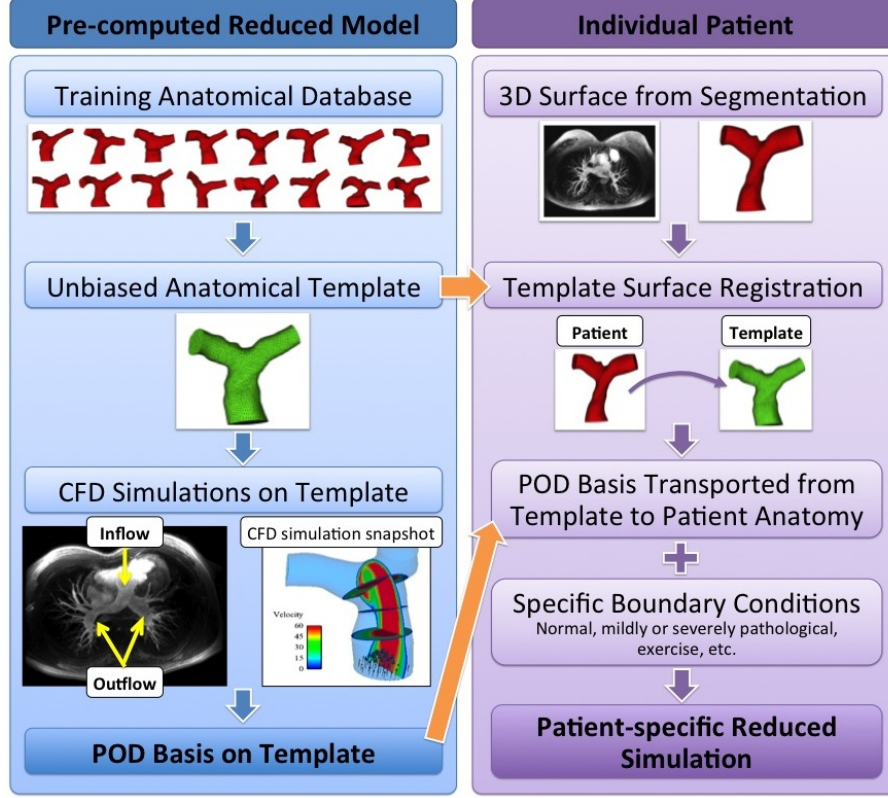 Pre-computed Reduced Model
Training Anatomical Database
Unbiased Anatomical Template
CFD Simulations on Template
Inflow
Outflow
CFD simulation snapshot
Velocity
60
45
30
15
0
POD Basis on Template
Individual Patient
3D Surface from Segmentation
Template Surface Registration
Patient
Template
POD Basis Transported from
Template to Patient Anatomy
Specific Boundary Conditions
Normal, mildly or severely pathological,
exercise, etc.
Patient-specific Reduced
Simulation